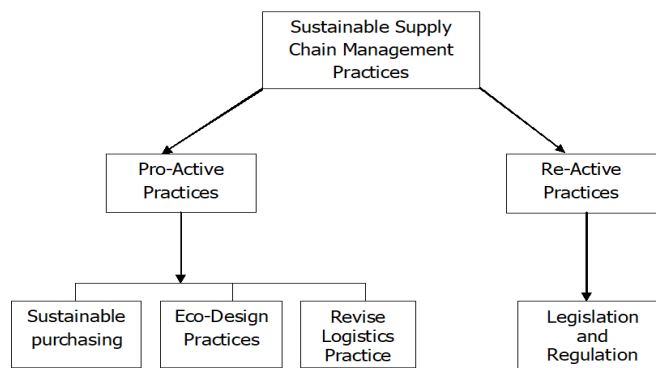 Sustainable Supply
Chain Management
Practices
Pro-Active
Practices
Re-Active
Practices
Sustainable
purchasing
Eco-Design
Practices
Revise
Logistics
Practice
Legislation
and
Regulation